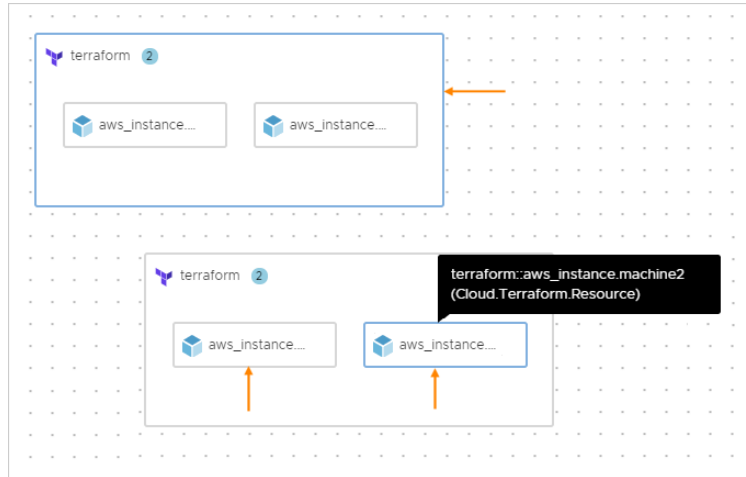 terraform 2
aws_instance.... aws_instance....
terraform 2
terraform::aws_instance.machine2
(Cloud.Terraform.Resource)
aws_instance.... aws_instance....